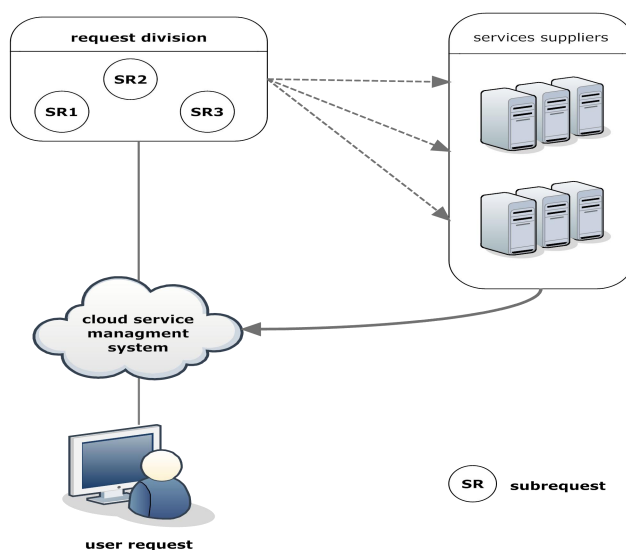 request division
SR2
SR1
SR3
services suppliers
cloud service
managment
system
SR
subrequest
user request